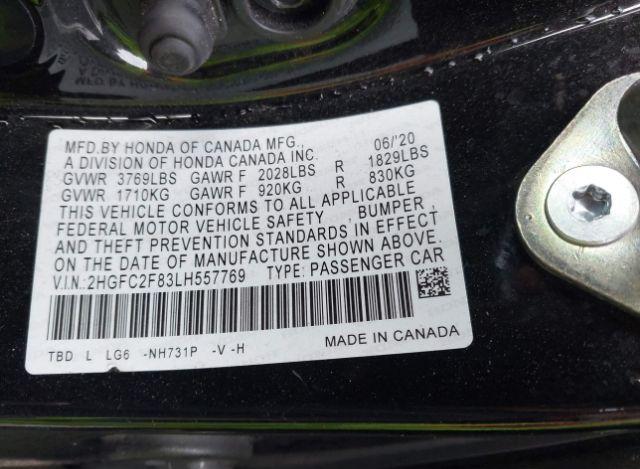 MFD.BY HONDA OF CANADA MFG., 06/'20
A DIVISION OF HONDA CANADA INC.
GVWR 3769LBS GAWR F 2028LBS R 1829LBS
GVWR 1710KG GAWR F 920KG R 830KG
THIS VEHICLE CONFORMS TO ALL APPLICABLE
FEDERAL MOTOR VEHICLE SAFETY , BUMPER ,
AND THEFT PREVENTION STANDARDS IN EFFECT
ON THE DATE OF MANUFACTURE SHOWN ABOVE.
V.I.N.:2HGFC2F83LH557769 TYPE: PASSENGER CAR
TBD L LG6 -NH731P -V -H MADE IN CANADA